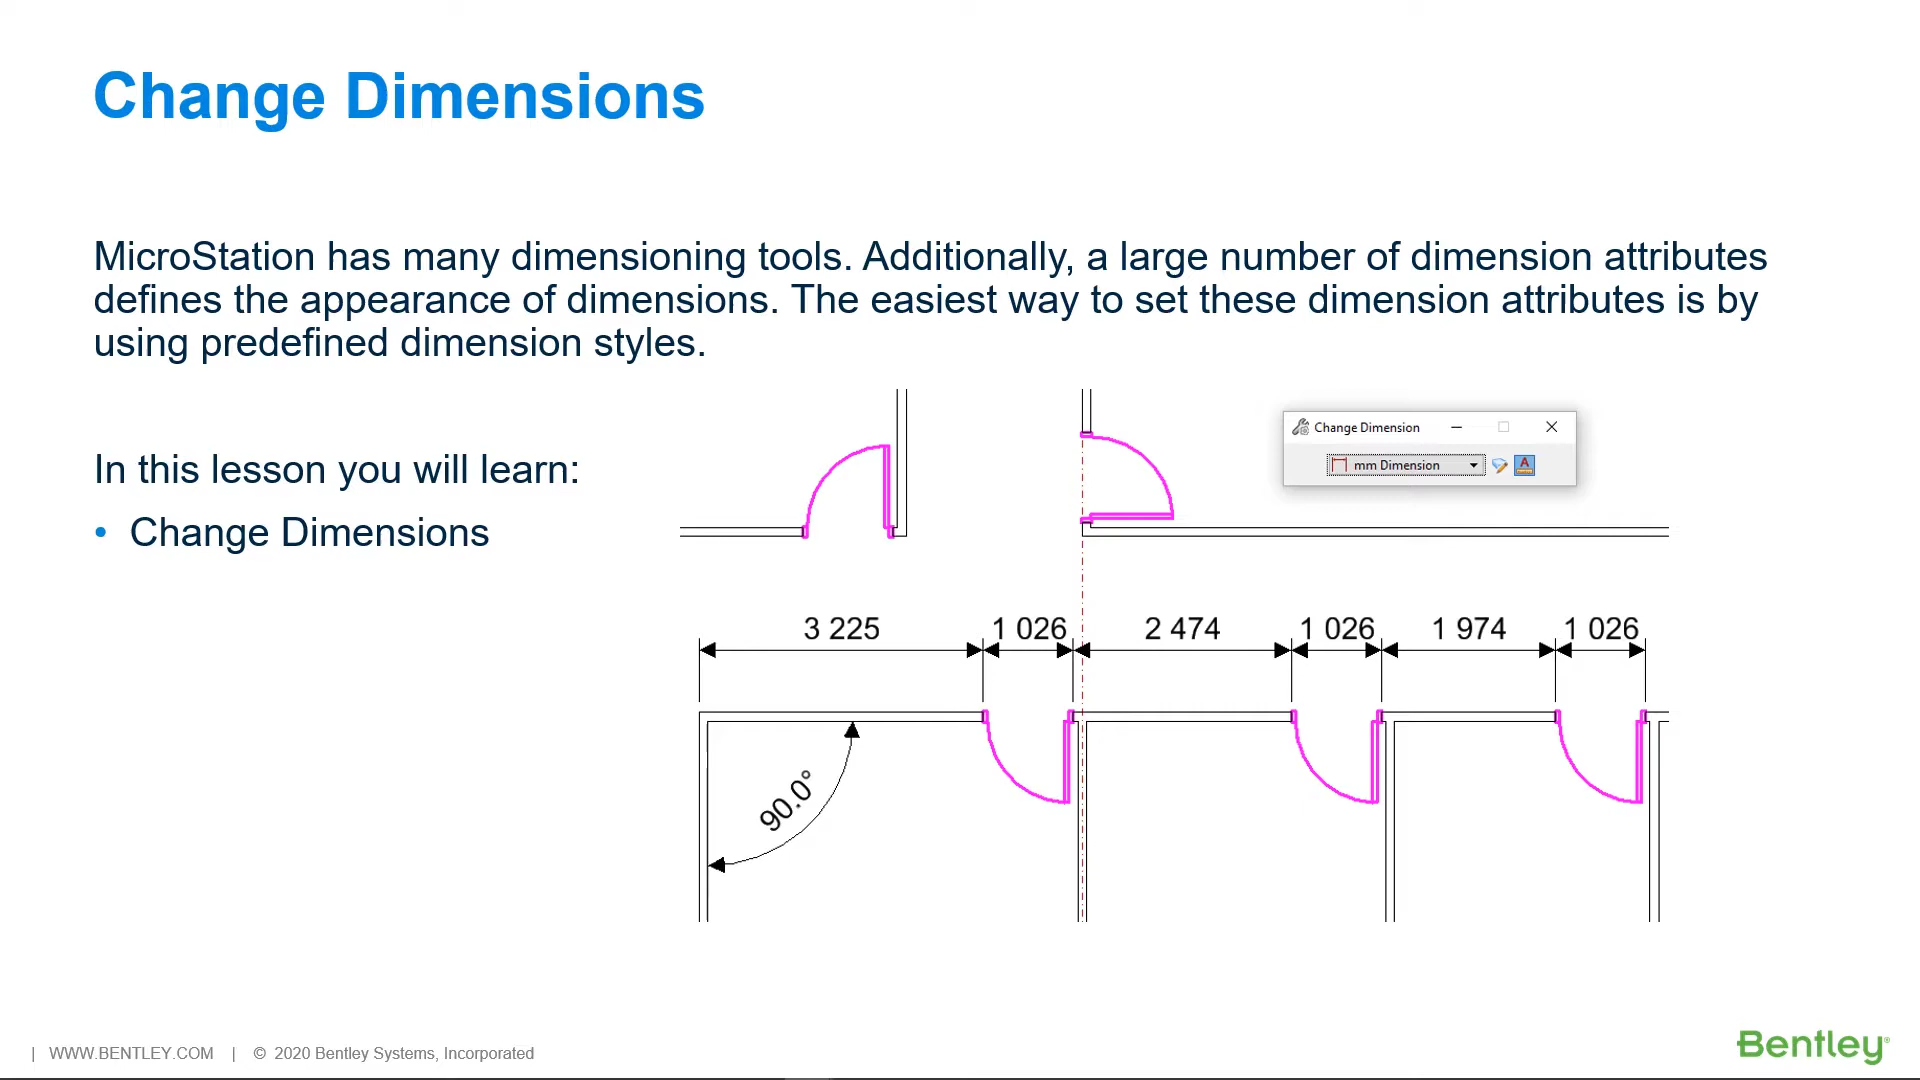 Change Dimensions
MicroStation has many dimensioning tools. Additionally, a large number of dimension attributes
defines the appearance of dimensions. The easiest way to set these dimension attributes is by
using predefined dimension styles.
In this lesson you will learn:
• Change Dimensions
Change Dimension
mm Dimension
A
3 225 1 026 2 474 1 026 1 974 1 026
90.0°
| WWW.BENTLEY.COM | © 2020 Bentley Systems, Incorporated
Bentley®